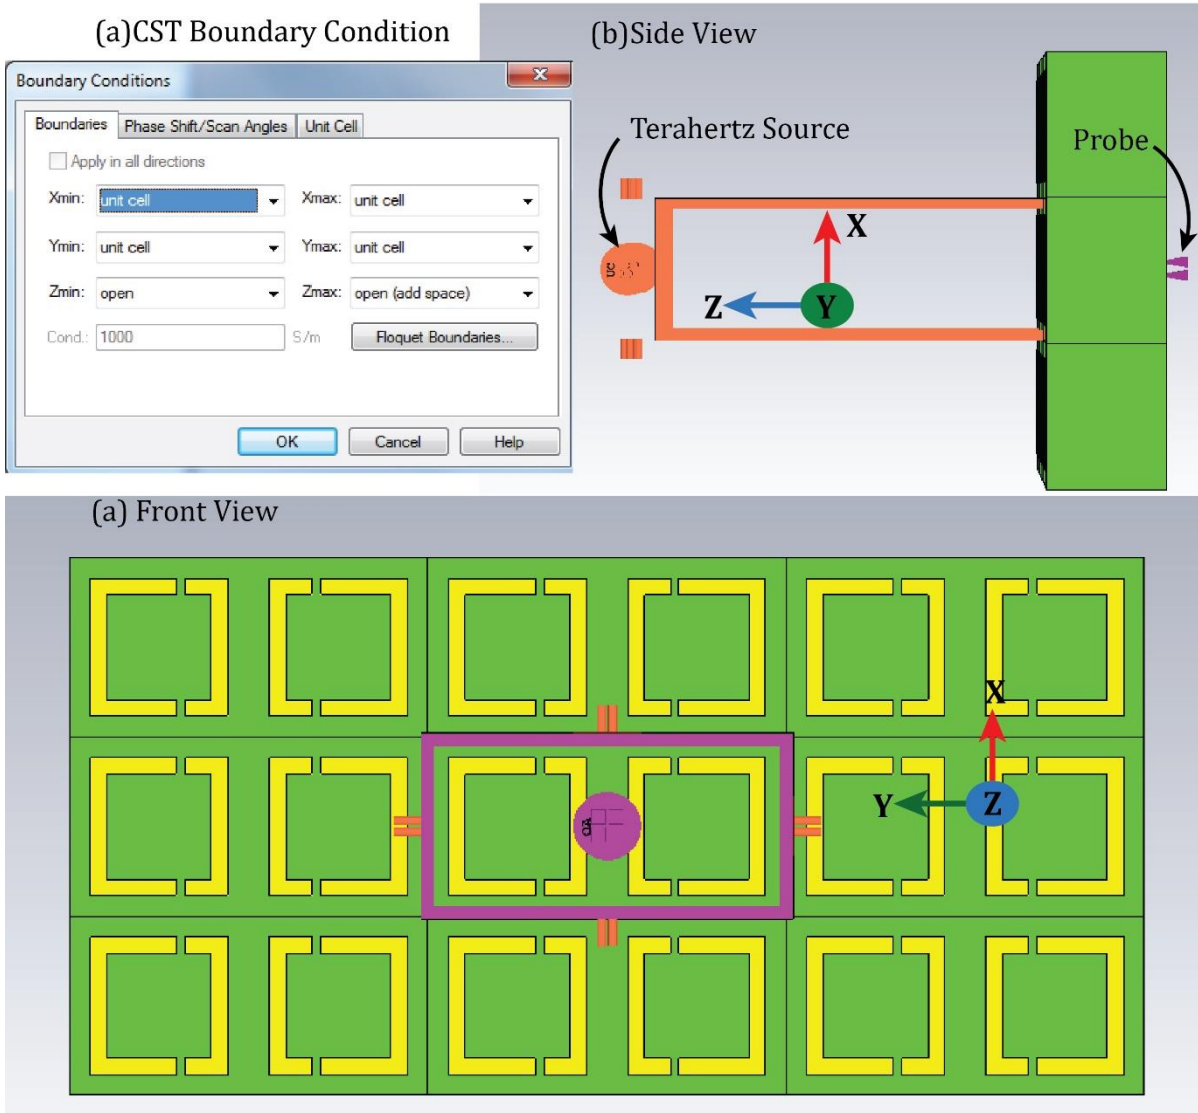 (a)CST Boundary Condition
Boundary Conditions
Boundaries
Phase Shift/Scan Angles
Unit Cell
Apply in all directions
Xmin: unit cell
Xmax: unit cell
Ymin: unit cell
Ymax: unit cell
Zmin: open
Zmax: open (add space)
Cond.: 1000 S/m
Floquet Boundaries...
OK
Cancel
Help
(b)Side View
Terahertz Source
Probe
X
Z
Y
(a) Front View
X
Y
Z